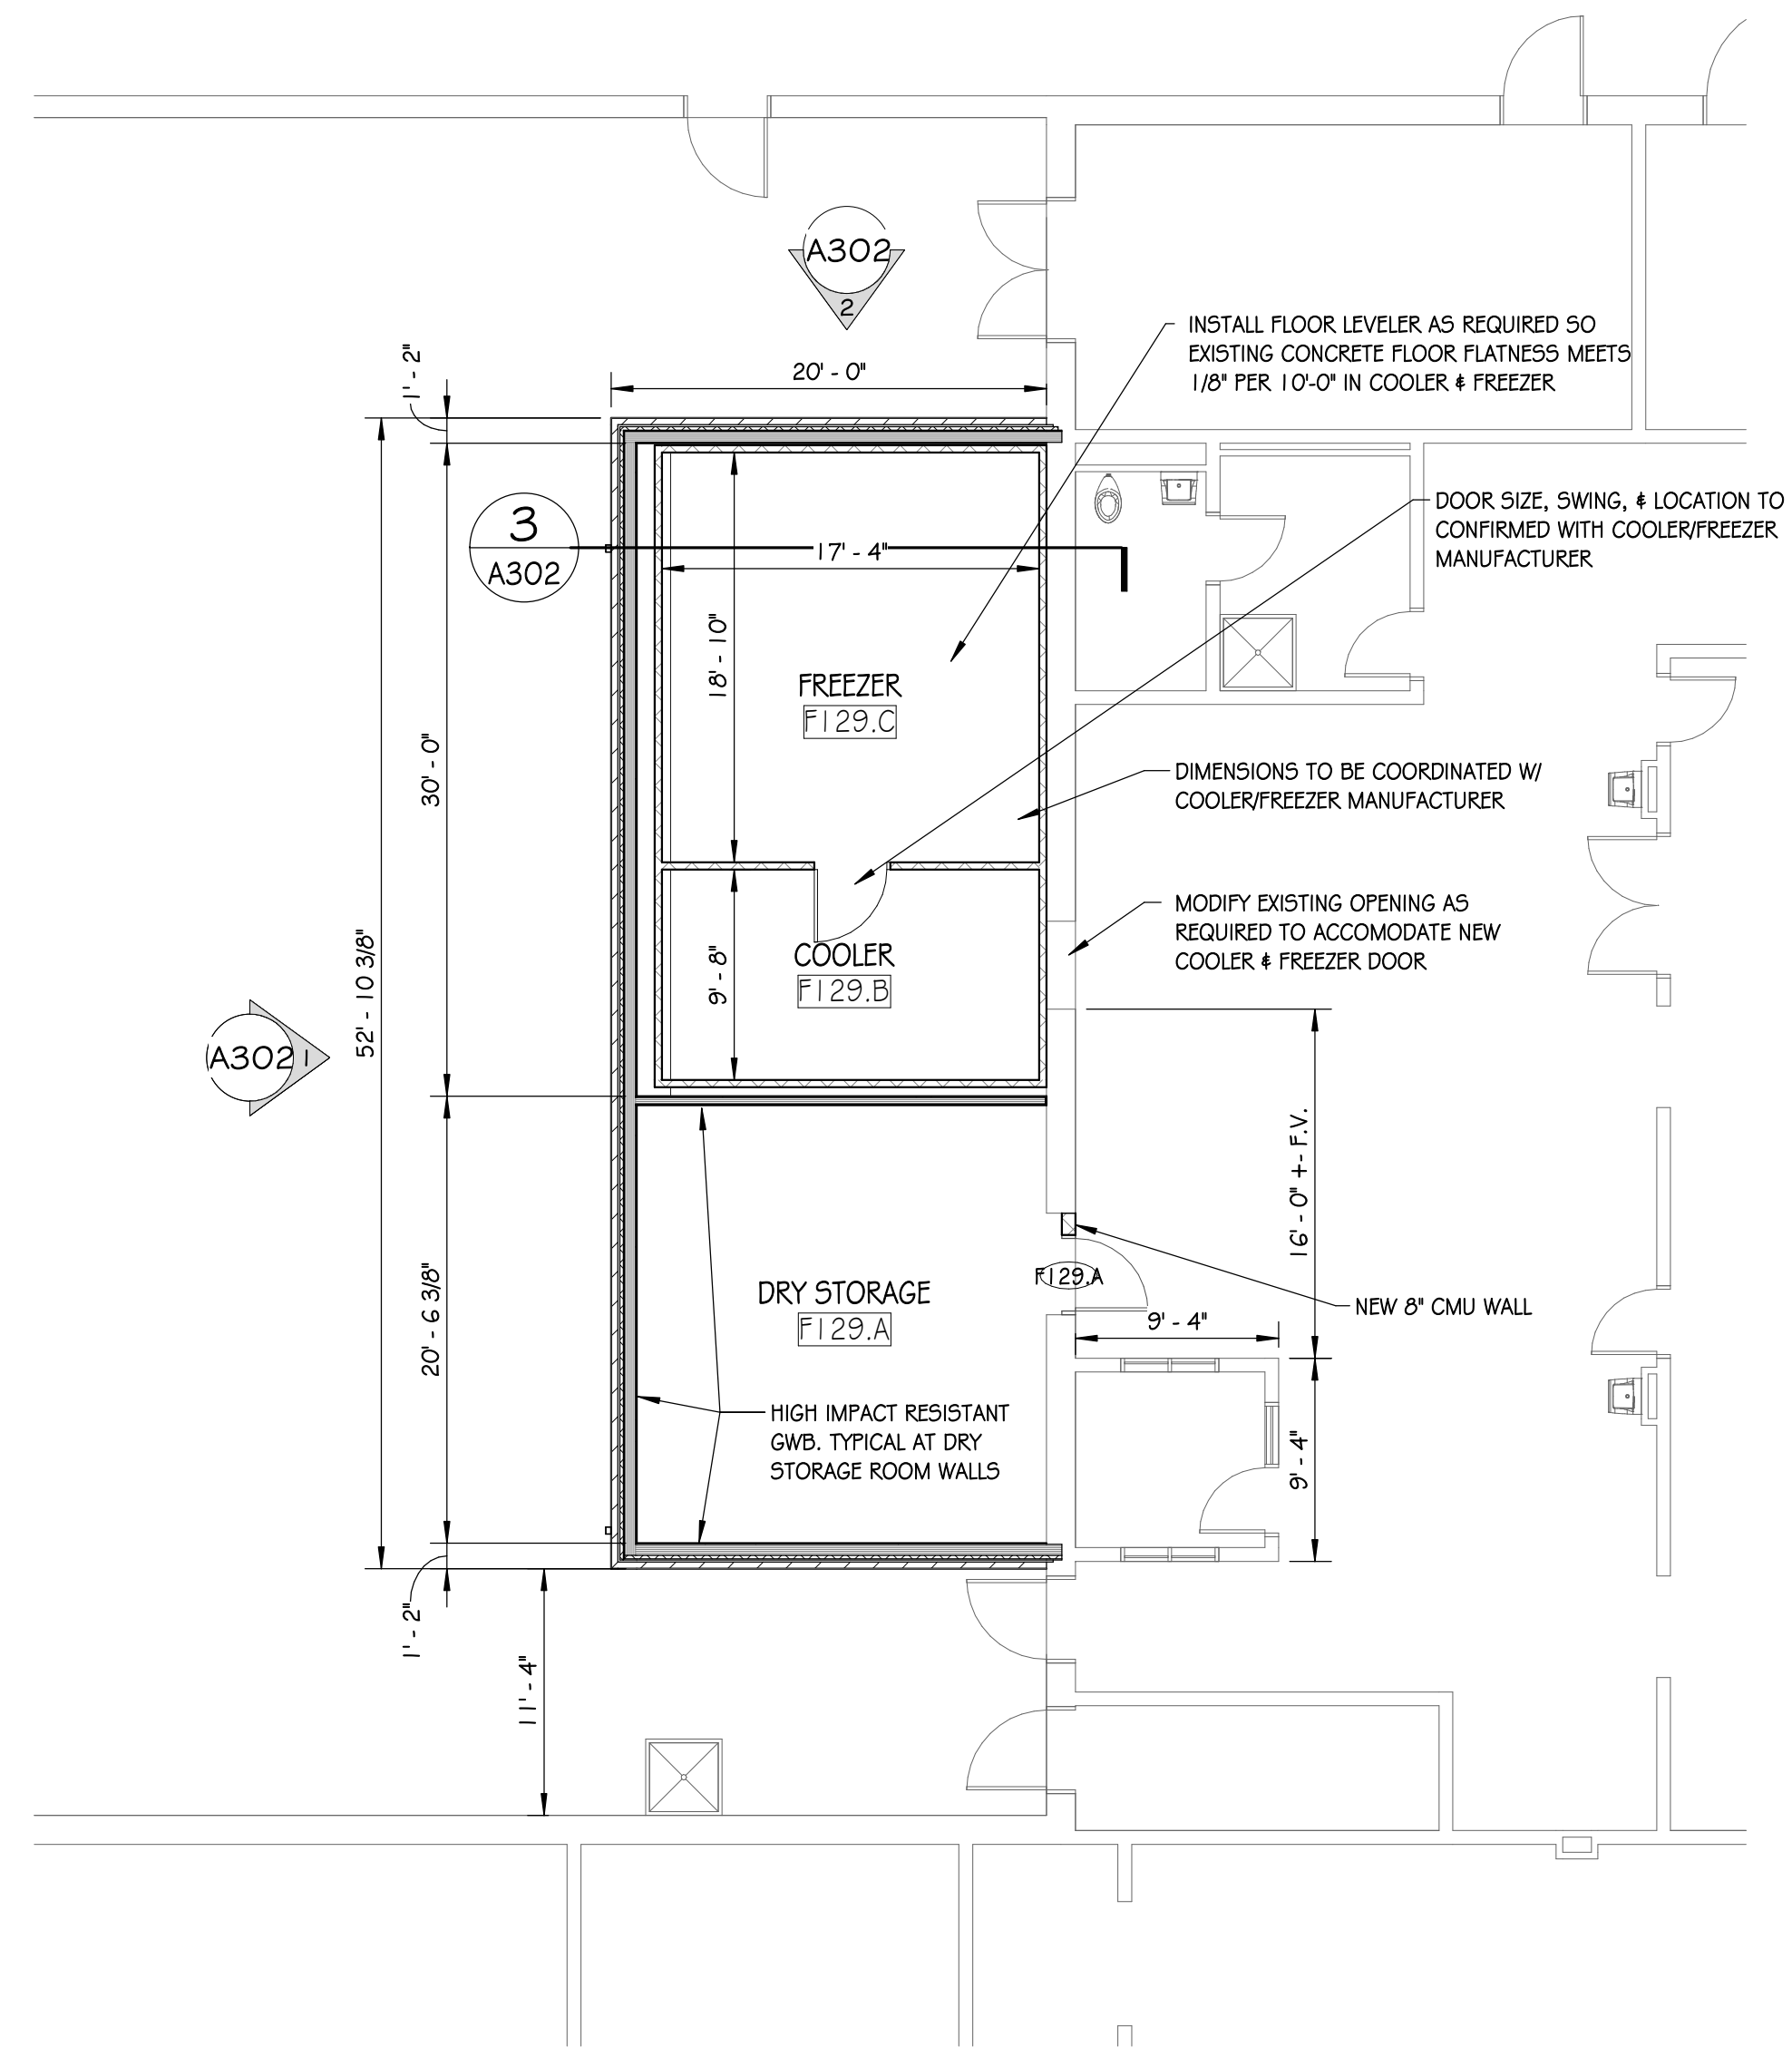 A302
2
1' - 2"
20' - 0"
INSTALL FLOOR LEVELER AS REQUIRED SO
EXISTING CONCRETE FLOOR FLATNESS MEETS
1/8" PER 10'-0" IN COOLER & FREEZER
DOOR SIZE, SWING, & LOCATION TO
CONFIRMED WITH COOLER/FREEZER
MANUFACTURER
3
A302
17' - 4"
18' - 10"
FREEZER
F129.C
30' - 0"
DIMENSIONS TO BE COORDINATED W/
COOLER/FREEZER MANUFACTURER
MODIFY EXISTING OPENING AS
REQUIRED TO ACCOMODATE NEW
COOLER & FREEZER DOOR
COOLER
F129.B
9' - 8"
52' - 10 3/8"
A302
1
16' - 0" +- F.V.
F129.A
DRY STORAGE
F129.A
NEW 8" CMU WALL
9' - 4"
20' - 6 3/8"
HIGH IMPACT RESISTANT
GWB. TYPICAL AT DRY
STORAGE ROOM WALLS
9' - 4"
1' - 2"
11' - 4"